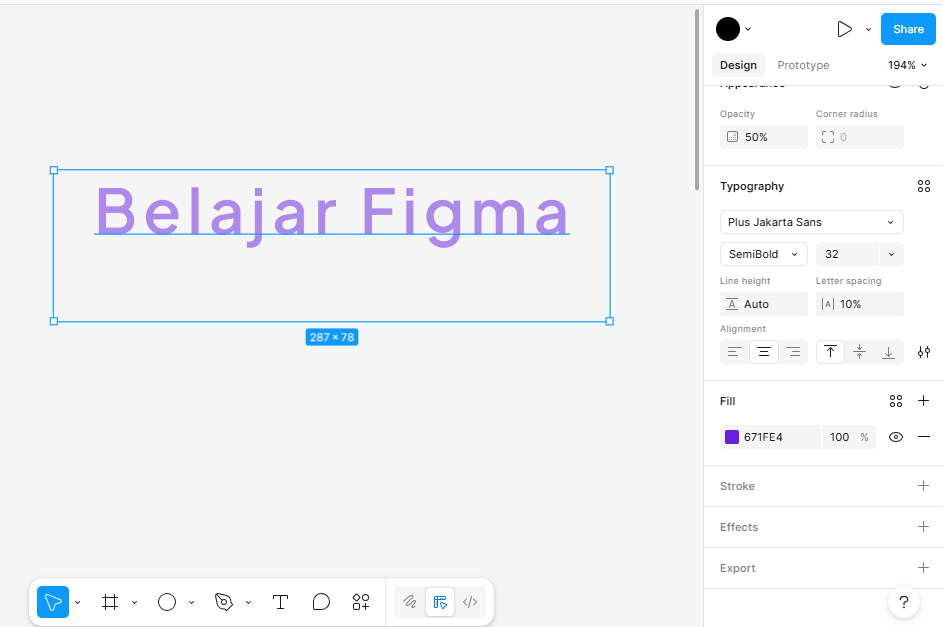 Share
Design Prototype 194%
Appearance
Opacity Corner radius
50% 0
Typography
Plus Jakarta Sans
SemiBold 32
Line height Letter spacing
A Auto |A| 10%
Alignment
Fill
671FE4 100 %
Stroke
Effects
Export
Belajar Figma
287 × 78
T </>
?